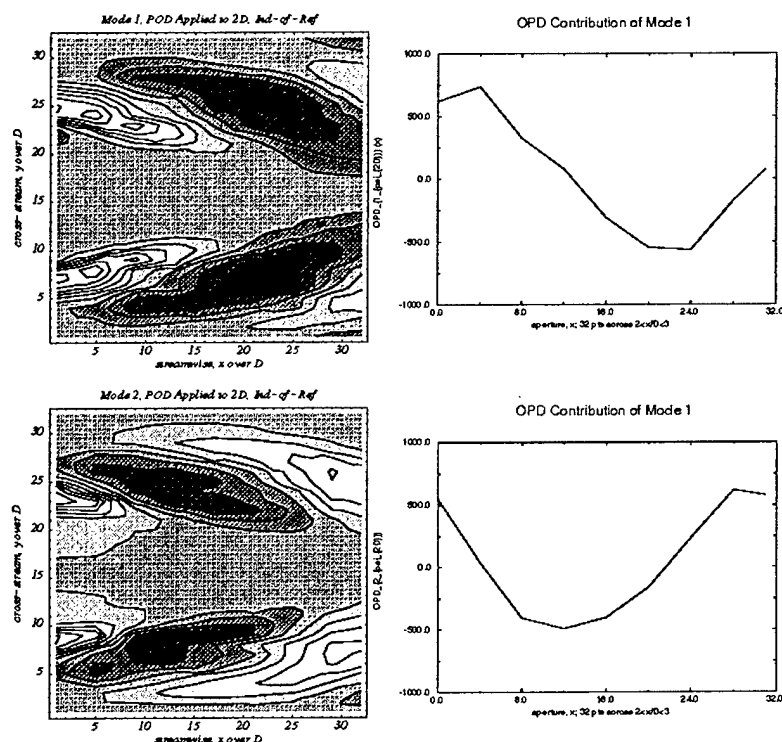 Mode 1, POD Applied to 2D, Ind-of-Ref
OPD Contribution of Mode 1
30
25
20
15
10
5
cross-stream, y over D
5 10 15 20 25 30
streamwise, x over D
1000.0
500.0
0.0
-500.0
-1000.0
0.0 8.0 16.0 24.0 32.0
aperture, x; 32 pts across 2<x/D<3
Mode 2, POD Applied to 2D, Ind-of-Ref
OPD Contribution of Mode 1
30
25
20
15
10
5
cross-stream, y over D
5 10 15 20 25 30
streamwise, x over D
1000.0
500.0
0.0
-500.0
-1000.0
0.0 8.0 16.0 24.0 32.0
aperture, x; 32 pts across 2<x/D<3